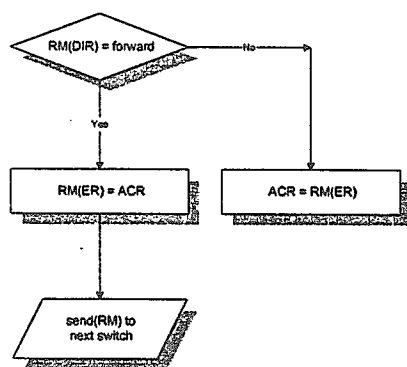 RM(DIR) = forward
No
Yes
RM(ER) = ACR
ACR = RM(ER)
send(RM) to
next switch